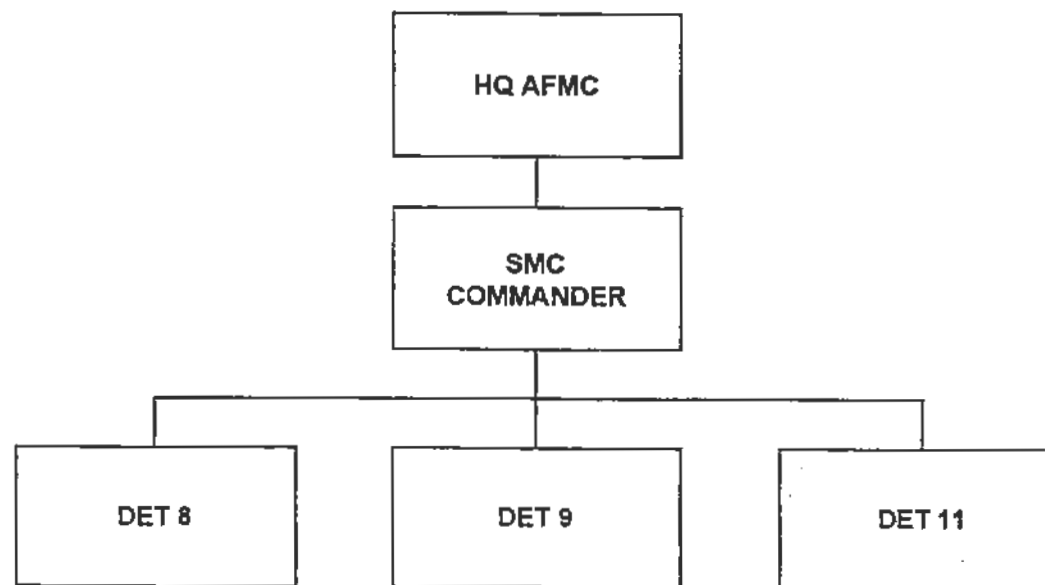 HQ AFMC
SMC
COMMANDER
DET 8
DET 9
DET 11